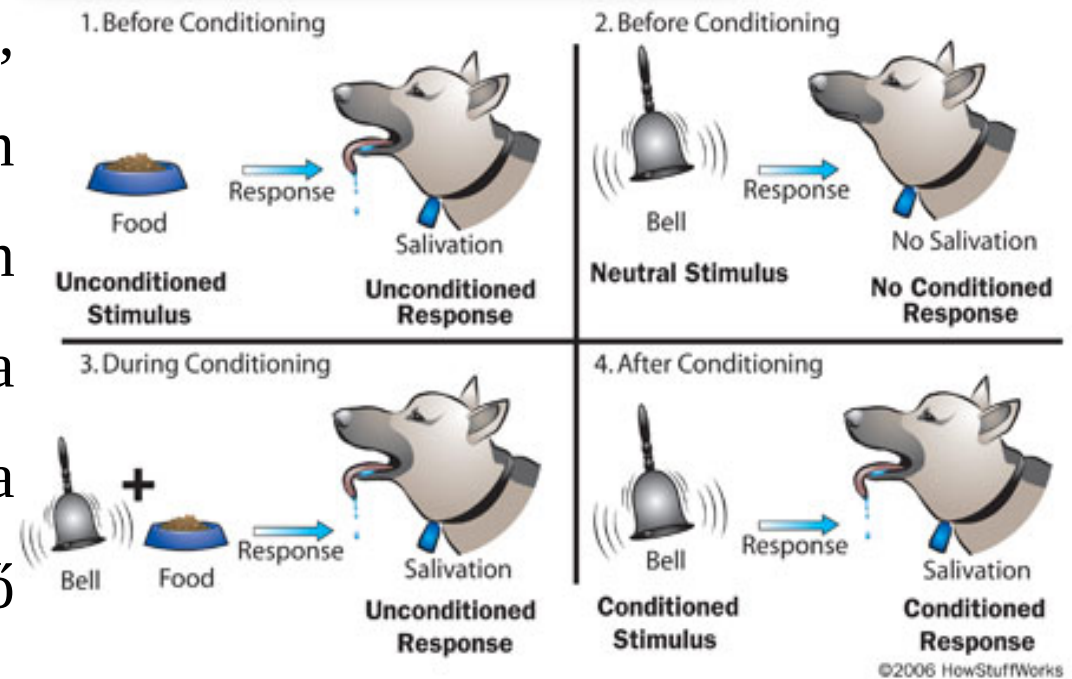 1. Before Conditioning
Food
Response
Salivation
Unconditioned
Stimulus
Unconditioned
Response
2. Before Conditioning
Bell
Response
No Salivation
Neutral Stimulus
No Conditioned
Response
3. During Conditioning
+
Bell
Food
Response
Salivation
Unconditioned
Response
4. After Conditioning
Bell
Response
Salivation
Conditioned
Stimulus
Conditioned
Response
©2006 HowStuffWorks
,
n
n
a
a
ő